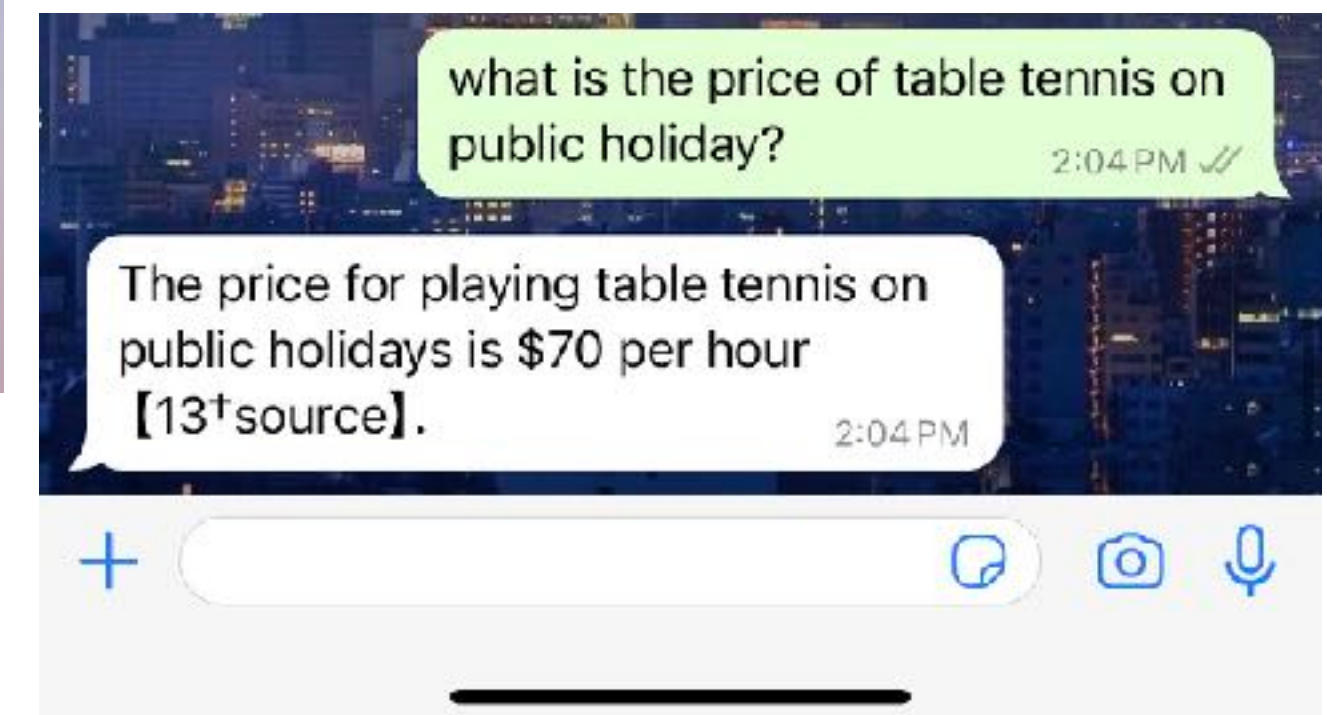 what is the price of table tennis on
public holiday?
2:04 PM
The price for playing table tennis on
public holidays is $70 per hour
【13†source】.
2:04 PM